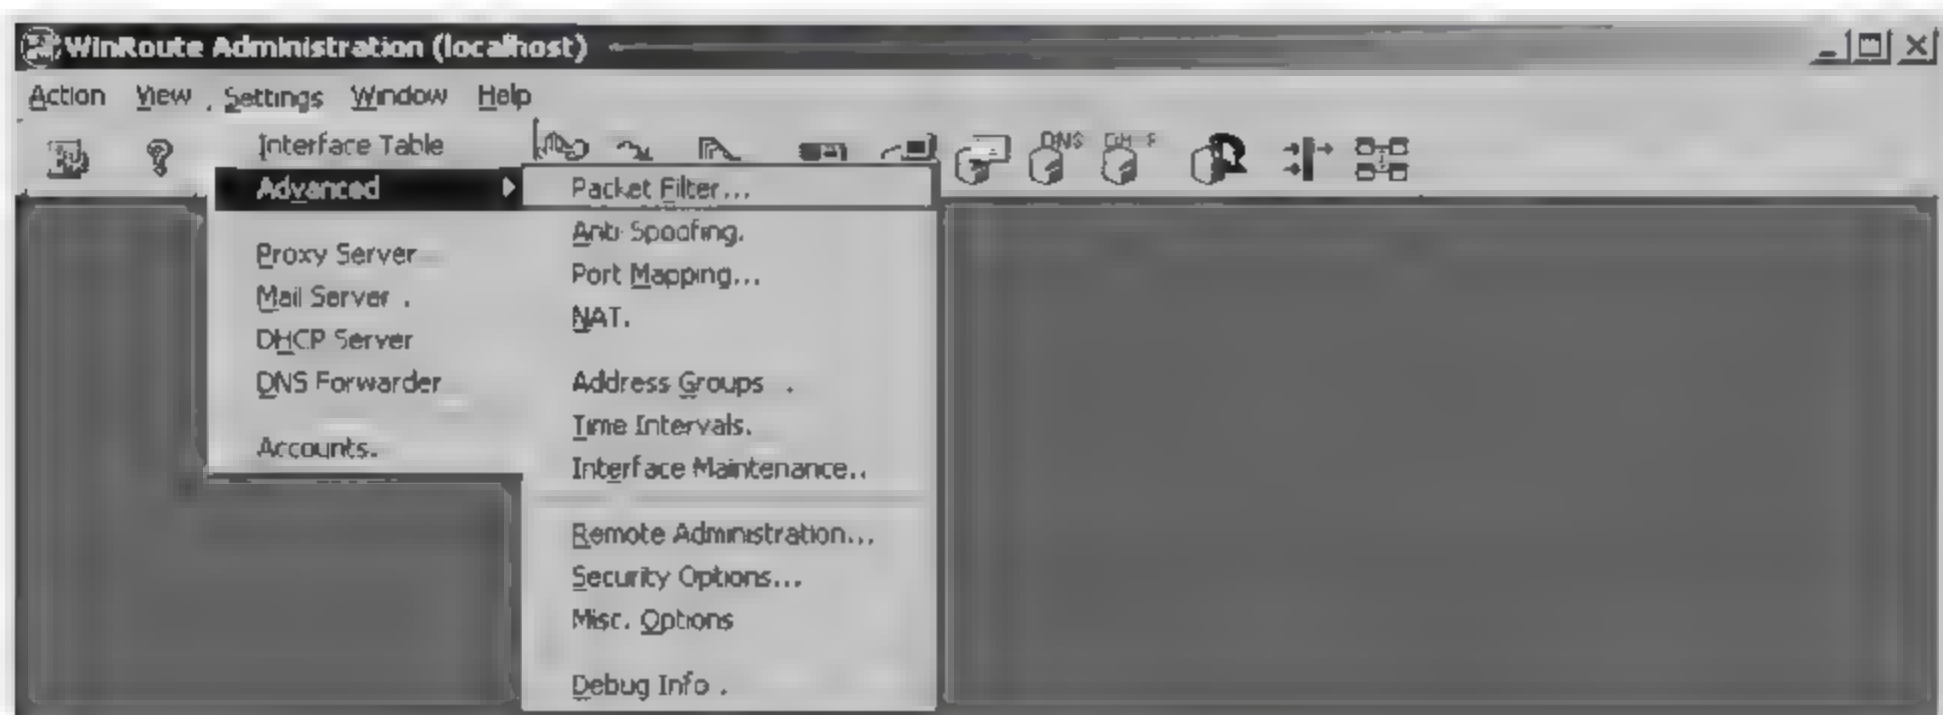 WinRoute Administration (localhost)
Action View Settings Window Help
Interface Table
Advanced
Proxy Server
Mail Server .
DHCP Server
DNS Forwarder
Accounts.
Packet Filter...
Anti-Spoofing.
Port Mapping...
NAT.
Address Groups .
Time Intervals.
Interface Maintenance..
Remote Administration...
Security Options...
Misc. Options
Debug Info .
DNS